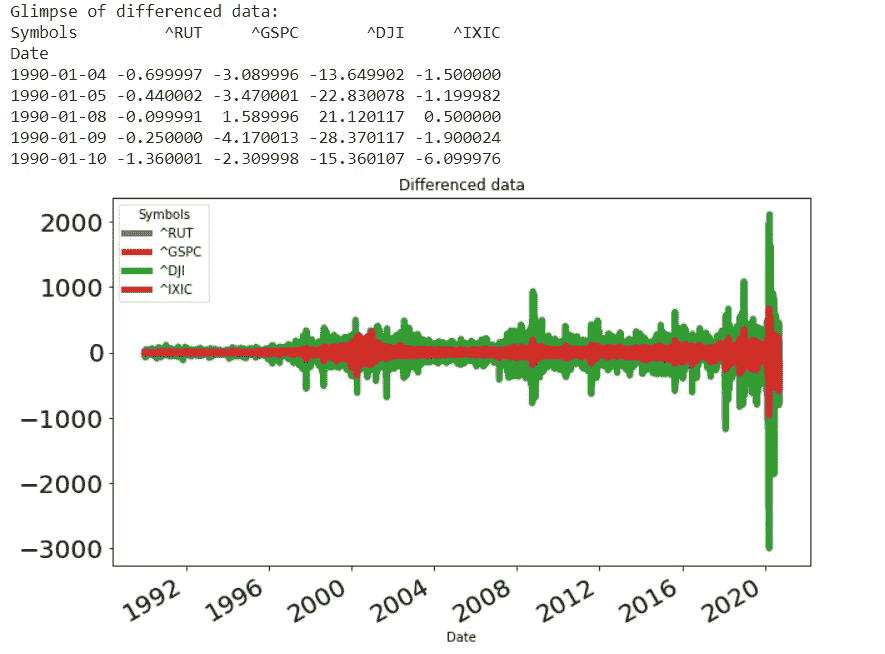 Glimpse of differenced data:
Symbols ^RUT ^GSPC ^DJI ^IXIC
Date
1990-01-04 -0.699997 -3.089996 -13.649902 -1.500000
1990-01-05 -0.440002 -3.470001 -22.830078 -1.199982
1990-01-08 -0.099991 1.589996 21.120117 0.500000
1990-01-09 -0.250000 -4.170013 -28.370117 -1.900024
1990-01-10 -1.360001 -2.309998 -15.360107 -6.099976
Differenced data
Symbols
^RUT
^GSPC
^DJI
^IXIC
2000
1000
0
−1000
−2000
−3000
1992 1996 2000 2004 2008 2012 2016 2020
Date